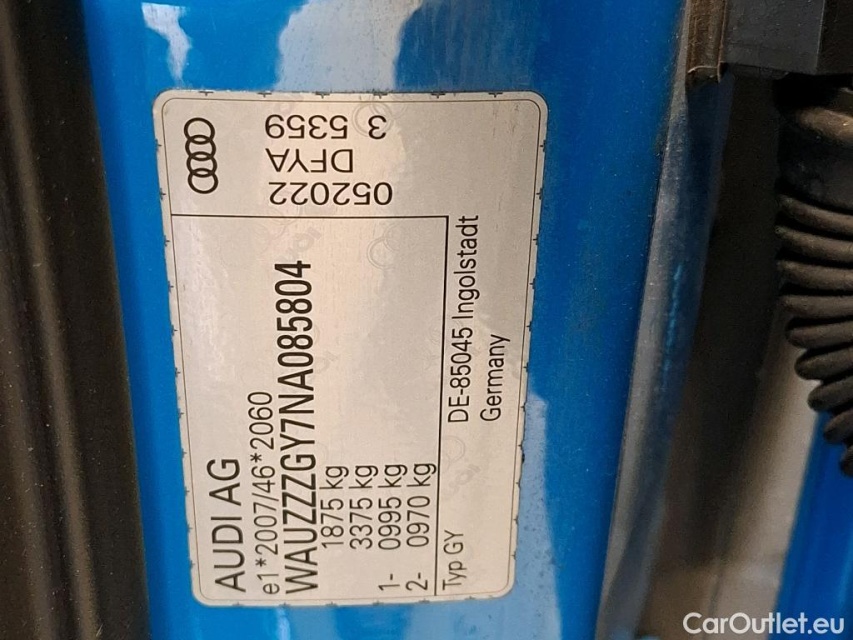 AUDI AG
e1*2007/46*2060
WAUZZZGY7NA085804
1875 kg
3375 kg
1- 0995 kg
2- 0970 kg
Typ GY
DE-85045 Ingolstadt
Germany
052022
DFYA
3 5359
CarOutlet.eu